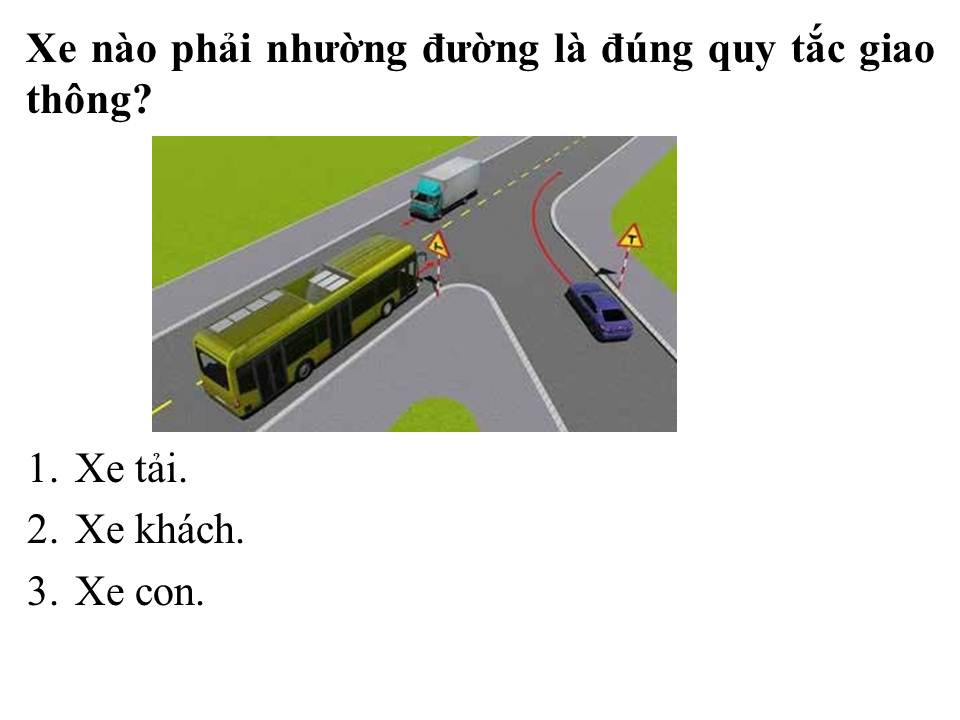 Xe nào phải nhường đường là đúng quy tắc giao
thông?
1. Xe tải.
2. Xe khách.
3. Xe con.